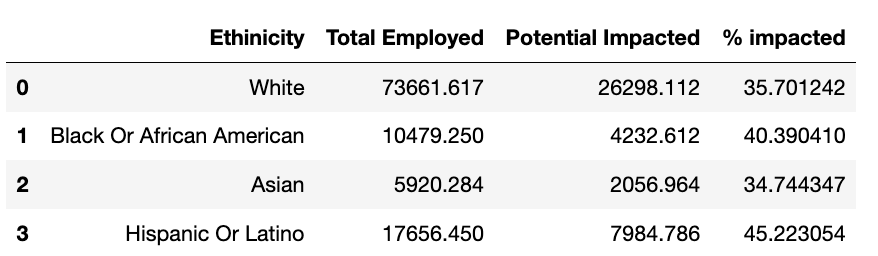 Ethinicity Total Employed Potential Impacted % impacted
0 White 73661.617 26298.112 35.701242
1 Black Or African American 10479.250 4232.612 40.390410
2 Asian 5920.284 2056.964 34.744347
3 Hispanic Or Latino 17656.450 7984.786 45.223054